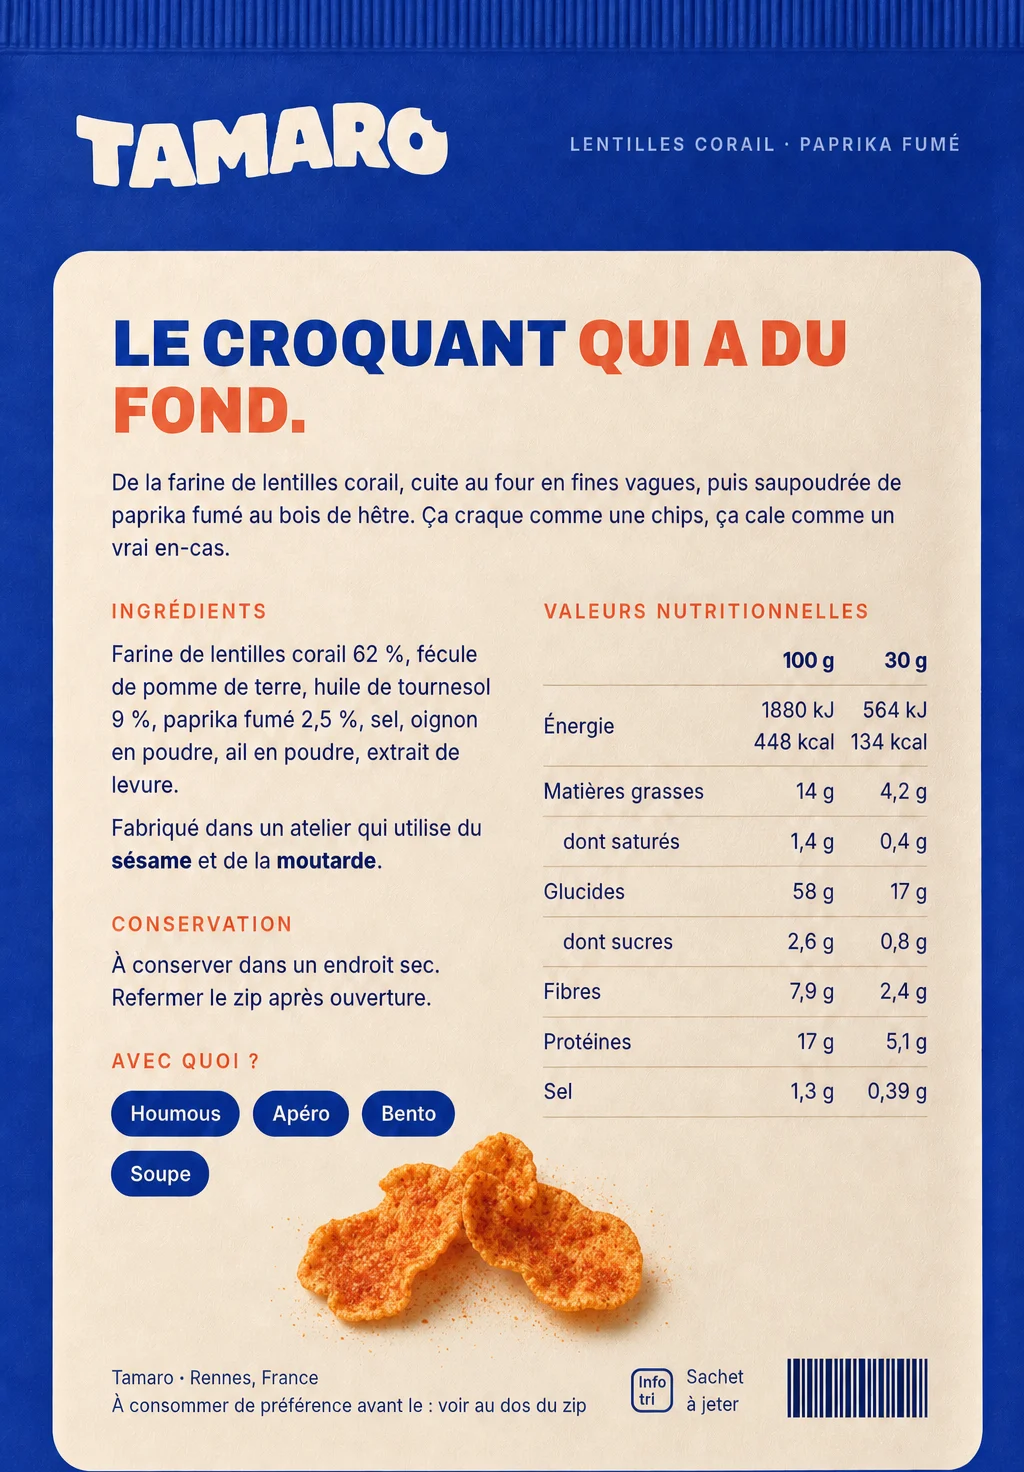 TAMARO
LENTILLES CORAIL · PAPRIKA FUMÉ
LE CROQUANT QUI A DU
FOND.
De la farine de lentilles corail, cuite au four en fines vagues, puis saupoudrée de
paprika fumé au bois de hêtre. Ça craque comme une chips, ça cale comme un
vrai en-cas.
INGRÉDIENTS
Farine de lentilles corail 62 %, fécule
de pomme de terre, huile de tournesol
9 %, paprika fumé 2,5 %, sel, oignon
en poudre, ail en poudre, extrait de
levure.
Fabriqué dans un atelier qui utilise du
sésame et de la moutarde.
CONSERVATION
À conserver dans un endroit sec.
Refermer le zip après ouverture.
AVEC QUOI ?
Houmous Apéro Bento
Soupe
VALEURS NUTRITIONNELLES
100 g 30 g
Énergie 1880 kJ 564 kJ
448 kcal 134 kcal
Matières grasses 14 g 4,2 g
dont saturés 1,4 g 0,4 g
Glucides 58 g 17 g
dont sucres 2,6 g 0,8 g
Fibres 7,9 g 2,4 g
Protéines 17 g 5,1 g
Sel 1,3 g 0,39 g
Tamaro • Rennes, France
À consommer de préférence avant le : voir au dos du zip
Info
tri
Sachet
à jeter